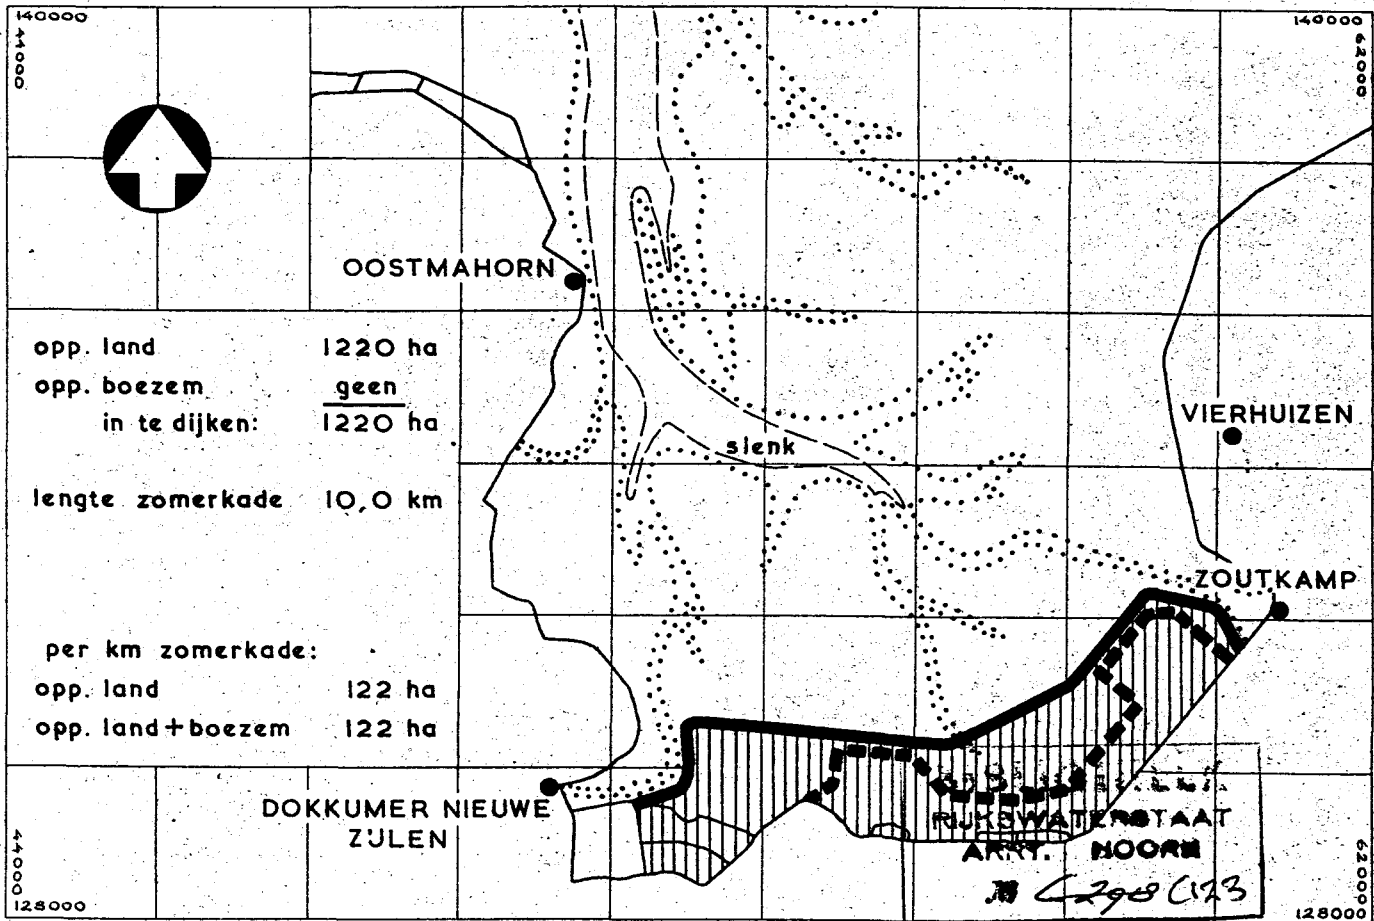 140000
44000
140000
62000
OOSTMAHORN
opp. land 1220 ha
opp. boezem geen
in te dijken: 1220 ha
slenk
VIERHUIZEN
lengte zomerkade 10,0 km
ZOUTKAMP
per km zomerkade:
opp. land 122 ha
opp. land+boezem 122 ha
DOKKUMER NIEUWE
ZIJLEN
RIJKSWATERSTAAT
ARRT. HOORN
44000
128000
62000
128000